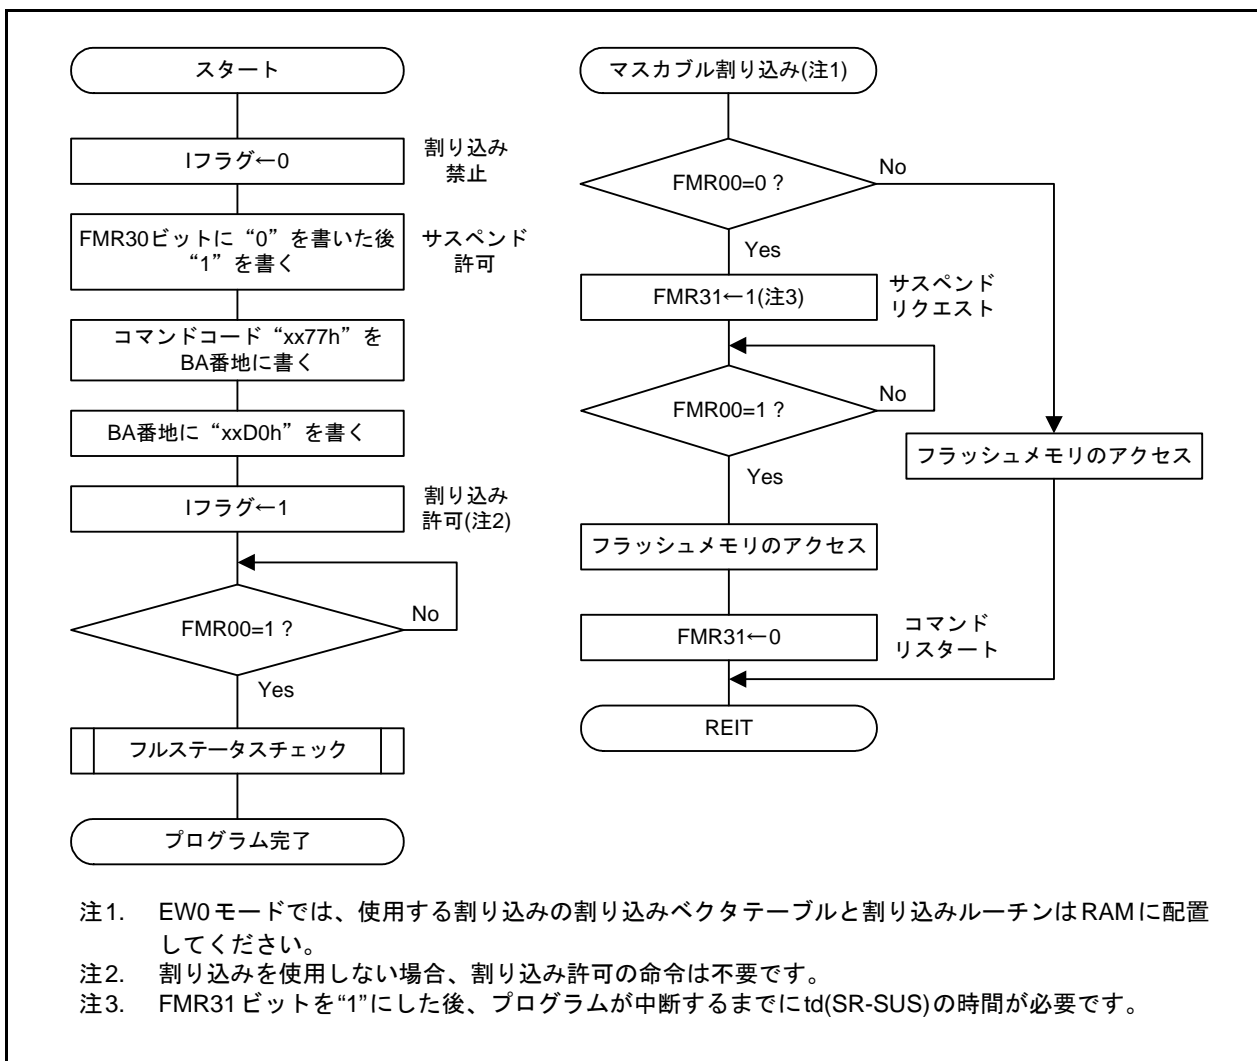 スタート
Iフラグ←0
割り込み
禁止
FMR30ビットに“0”を書いた後
“1”を書く
サスペンド
許可
コマンドコード“xx77h”を
BA番地に書く
BA番地に“xxD0h”を書く
Iフラグ←1
割り込み
許可(注2)
FMR00=1 ?
No
Yes
フルステータスチェック
プログラム完了
マスカブル割り込み(注1)
FMR00=0 ?
No
Yes
FMR31←1(注3)
サスペンド
リクエスト
FMR00=1 ?
No
Yes
フラッシュメモリのアクセス
フラッシュメモリのアクセス
FMR31←0
コマンド
リスタート
REIT
注1. EW0モードでは、使用する割り込みの割り込みベクタテーブルと割り込みルーチンはRAMに配置
してください。
注2. 割り込みを使用しない場合、割り込み許可の命令は不要です。
注3. FMR31ビットを“1”にした後、プログラムが中断するまでにtd(SR-SUS)の時間が必要です。